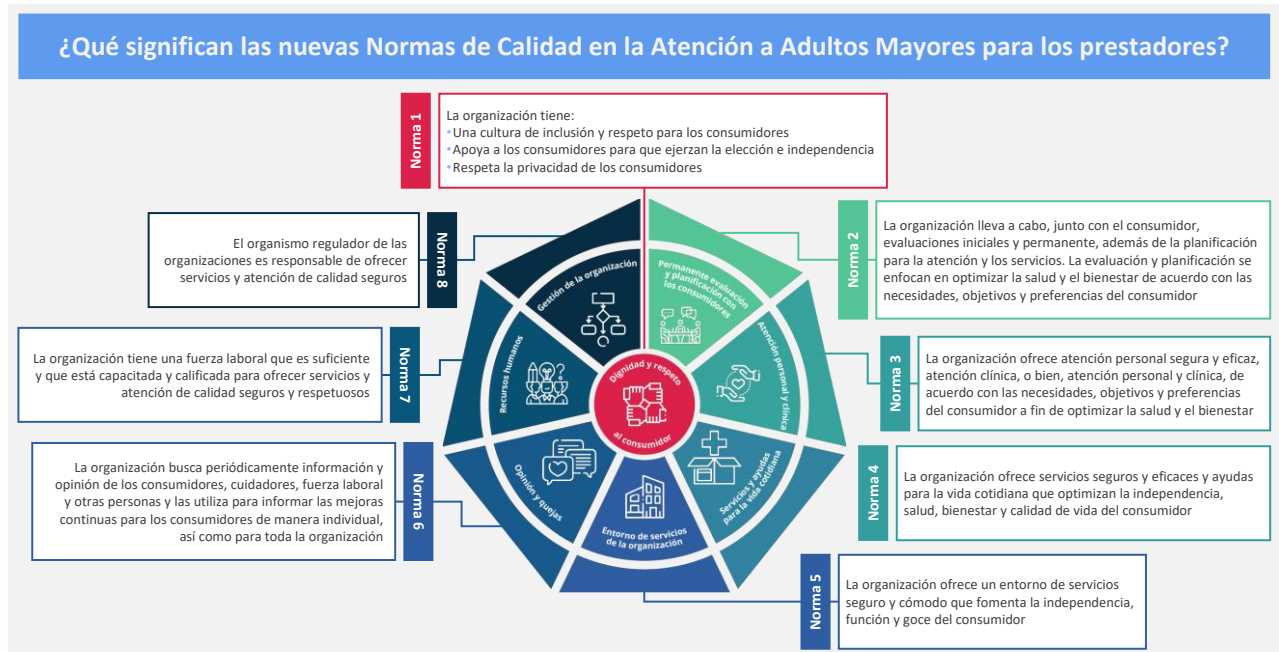 ¿Qué significan las nuevas Normas de Calidad en la Atención a Adultos Mayores para los prestadores?
Norma 1
La organización tiene:
•Una cultura de inclusión y respeto para los consumidores
•Apoya a los consumidores para que ejerzan la elección e independencia
•Respeta la privacidad de los consumidores
Norma 2
La organización lleva a cabo, junto con el consumidor,
evaluaciones iniciales y permanente, además de la planificación
para la atención y los servicios. La evaluación y planificación se
enfocan en optimizar la salud y el bienestar de acuerdo con las
necesidades, objetivos y preferencias del consumidor
Norma 3
La organización ofrece atención personal segura y eficaz,
atención clínica, o bien, atención personal y clínica, de
acuerdo con las necesidades, objetivos y preferencias
del consumidor a fin de optimizar la salud y el bienestar
Norma 4
La organización ofrece servicios seguros y eficaces y ayudas
para la vida cotidiana que optimizan la independencia,
salud, bienestar y calidad de vida del consumidor
Norma 5
La organización ofrece un entorno de servicios
seguro y cómodo que fomenta la independencia,
función y goce del consumidor
Norma 6
La organización busca periódicamente información y
opinión de los consumidores, cuidadores, fuerza laboral
y otras personas y las utiliza para informar las mejoras
continuas para los consumidores de manera individual,
así como para toda la organización
Norma 7
La organización tiene una fuerza laboral que es suficiente
y que está capacitada y calificada para ofrecer servicios y
atención de calidad seguros y respetuosos
Norma 8
El organismo regulador de las
organizaciones es responsable de ofrecer
servicios y atención de calidad seguros
Dignidad y respeto
al consumidor
Permanente evaluación
y planificación con
los consumidores
Atención personal y clínica
Servicios y ayudas
para la vida cotidiana
Entorno de servicios
de la organización
Opinión y quejas
Recursos humanos
Gestión de la organización